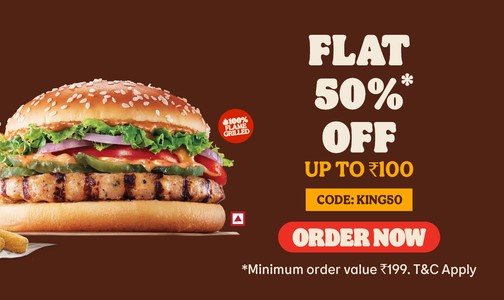 FLAT
50%*
OFF
UP TO ₹100
CODE: KING50
ORDER NOW
*Minimum order value ₹199. T&C Apply
100%
FLAME
GRILLED